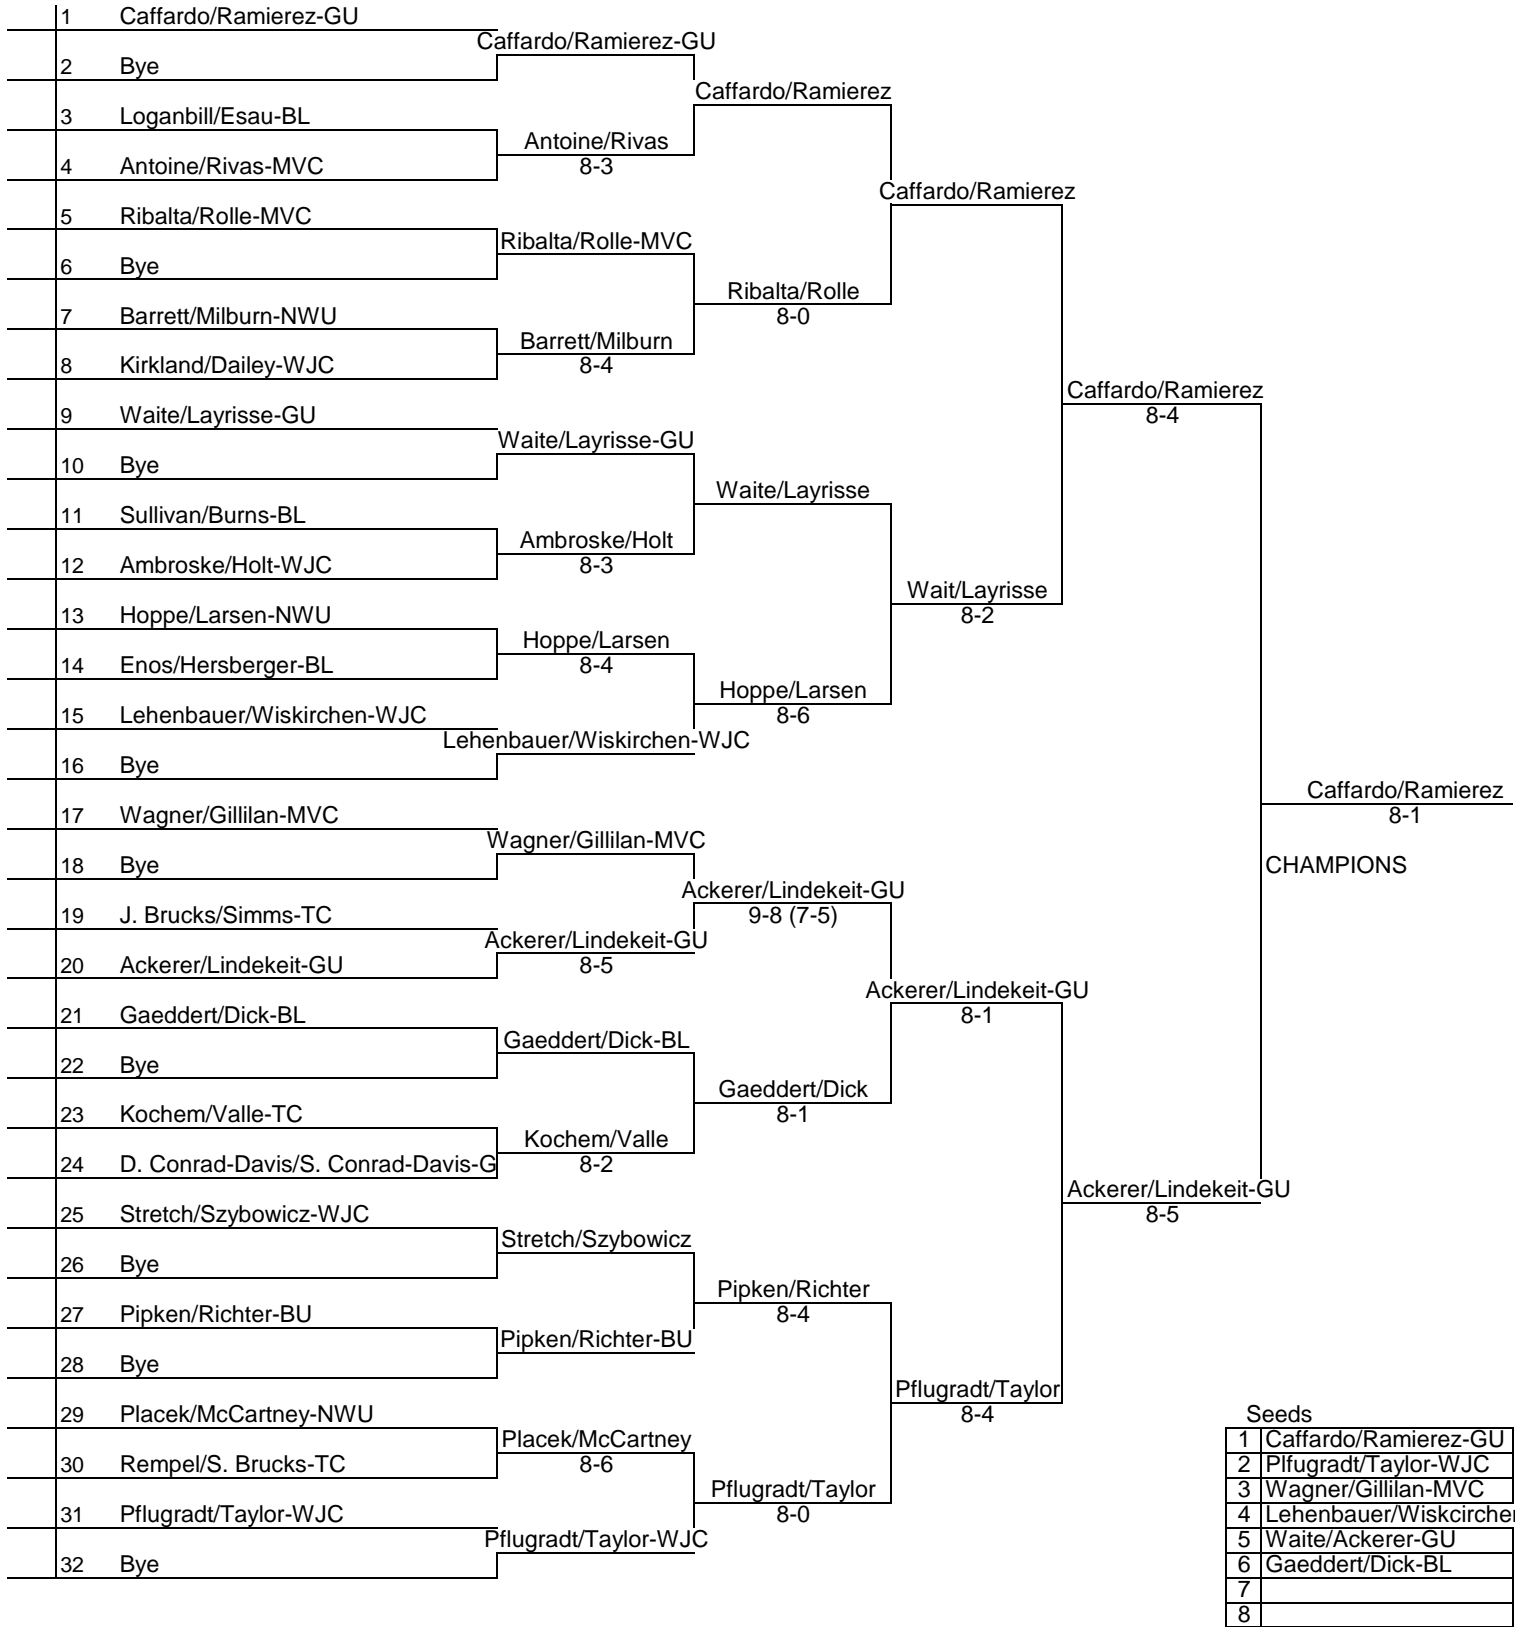 1 Caffardo/Ramierez-GU
Caffardo/Ramierez-GU
2 Bye
Caffardo/Ramierez
3 Loganbill/Esau-BL
Antoine/Rivas
8-3
4 Antoine/Rivas-MVC
Caffardo/Ramierez
5 Ribalta/Rolle-MVC
Ribalta/Rolle-MVC
6 Bye
Ribalta/Rolle
8-0
7 Barrett/Milburn-NWU
Barrett/Milburn
8-4
8 Kirkland/Dailey-WJC
Caffardo/Ramierez
8-4
9 Waite/Layrisse-GU
Waite/Layrisse-GU
10 Bye
Waite/Layrisse
11 Sullivan/Burns-BL
Ambroske/Holt
8-3
12 Ambroske/Holt-WJC
Wait/Layrisse
8-2
13 Hoppe/Larsen-NWU
Hoppe/Larsen
8-4
14 Enos/Hersberger-BL
Hoppe/Larsen
8-6
15 Lehenbauer/Wiskirchen-WJC
Lehenbauer/Wiskirchen-WJC
16 Bye
Caffardo/Ramierez
8-1
CHAMPIONS
17 Wagner/Gillilan-MVC
Wagner/Gillilan-MVC
18 Bye
Ackerer/Lindekeit-GU
9-8 (7-5)
19 J. Brucks/Simms-TC
Ackerer/Lindekeit-GU
8-5
20 Ackerer/Lindekeit-GU
Ackerer/Lindekeit-GU
8-1
21 Gaeddert/Dick-BL
Gaeddert/Dick-BL
22 Bye
Gaeddert/Dick
8-1
23 Kochem/Valle-TC
Kochem/Valle
8-2
24 D. Conrad-Davis/S. Conrad-Davis-G
Ackerer/Lindekeit-GU
8-5
25 Stretch/Szybowicz-WJC
Stretch/Szybowicz
26 Bye
Pipken/Richter
8-4
27 Pipken/Richter-BU
Pipken/Richter-BU
28 Bye
Pflugradt/Taylor
8-4
29 Placek/McCartney-NWU
Placek/McCartney
8-6
30 Rempel/S. Brucks-TC
Pflugradt/Taylor
8-0
31 Pflugradt/Taylor-WJC
Pflugradt/Taylor-WJC
32 Bye
Seeds
1 Caffardo/Ramierez-GU
2 Plfugradt/Taylor-WJC
3 Wagner/Gillilan-MVC
4 Lehenbauer/Wiskcirchen
5 Waite/Ackerer-GU
6 Gaeddert/Dick-BL
7
8